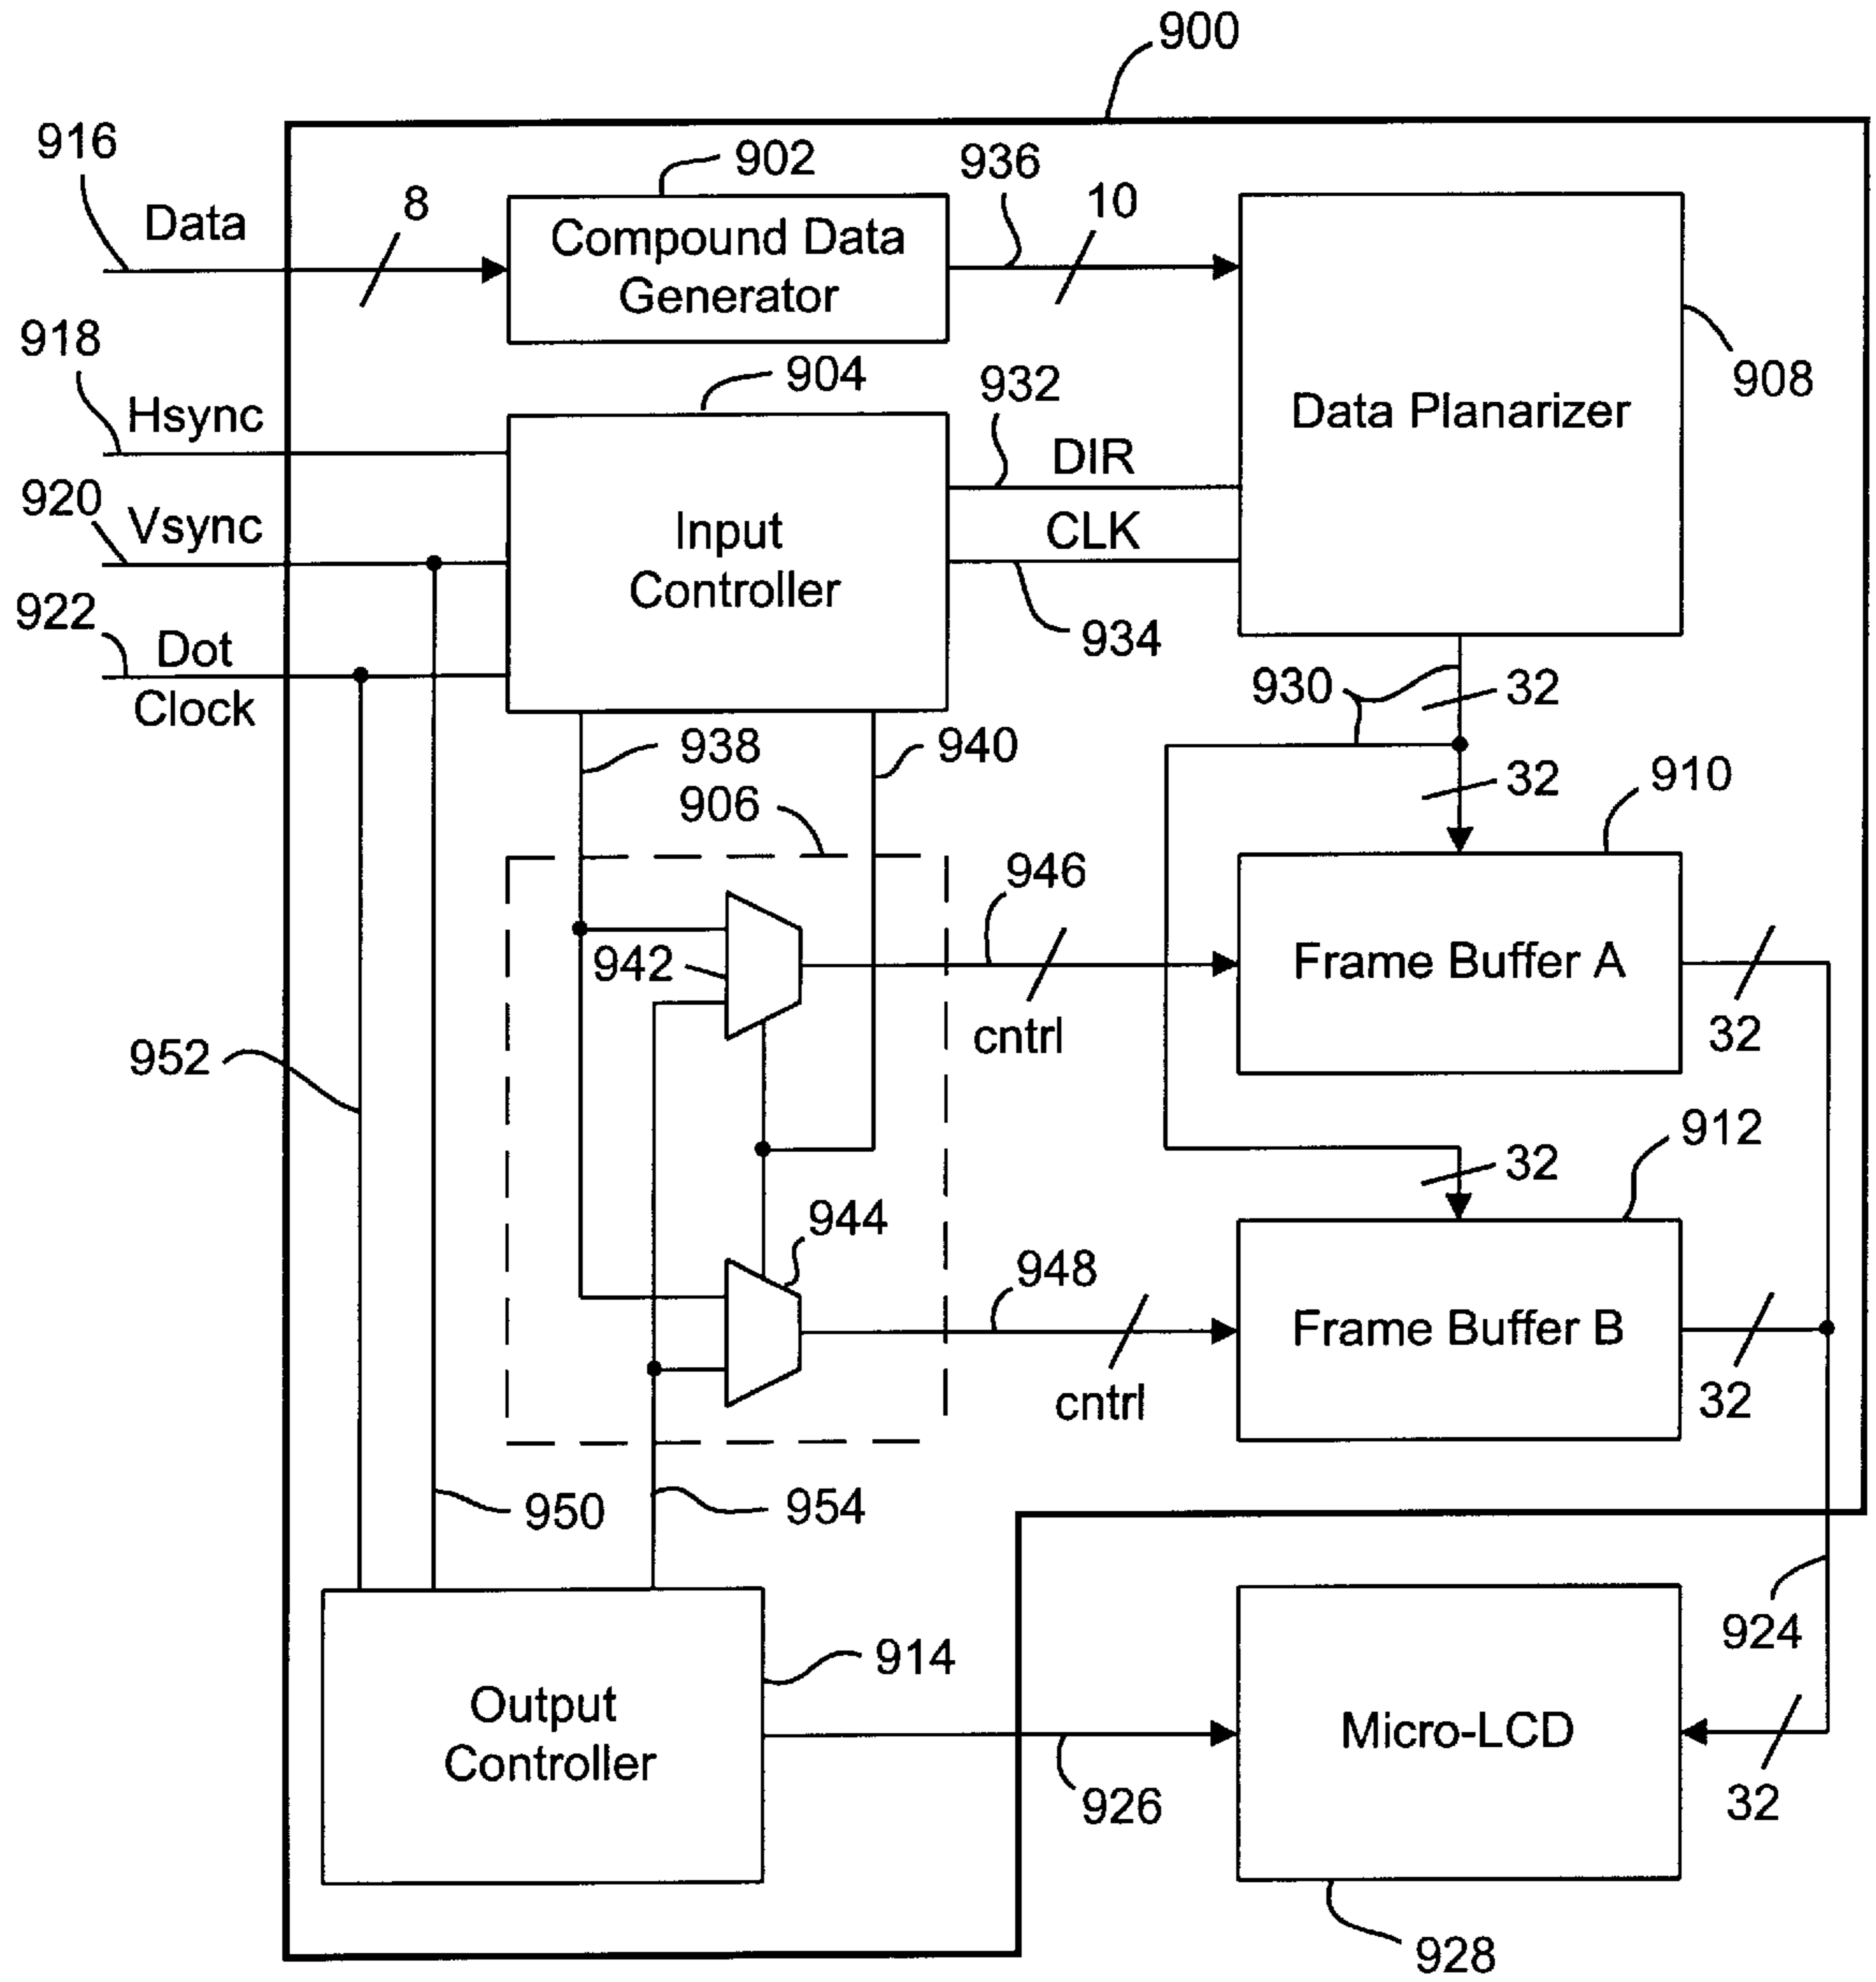 900
916
902
936
Data
8
10
Compound Data
Generator
918
904
932
908
Hsync
DIR
Data Planarizer
920
Vsync
CLK
Input
Controller
922
Dot
Clock
934
930
32
938
940
32
910
906
946
942
Frame Buffer A
cntrl
32
952
912
32
944
948
Frame Buffer B
cntrl
32
950
954
924
914
Output
Controller
Micro-LCD
926
32
928